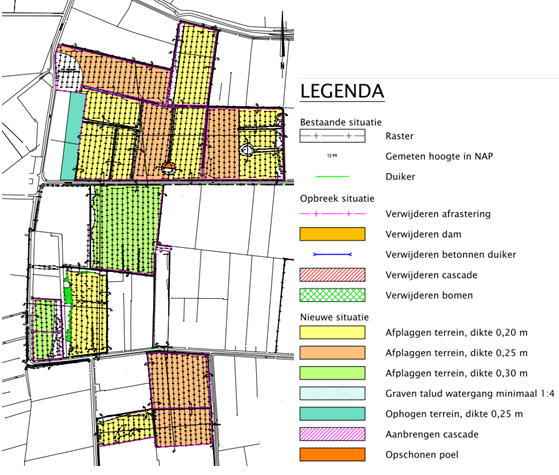 LEGENDA
Bestaande situatie
Raster
13.99 Gemeten hoogte in NAP
Duiker
Opbreek situatie
Verwijderen afrastering
Verwijderen dam
Verwijderen betonnen duiker
Verwijderen cascade
Verwijderen bomen
Nieuwe situatie
Afplaggen terrein, dikte 0,20 m
Afplaggen terrein, dikte 0,25 m
Afplaggen terrein, dikte 0,30 m
Graven talud watergang minimaal 1:4
Ophogen terrein, dikte 0,25 m
Aanbrengen cascade
Opschonen poel